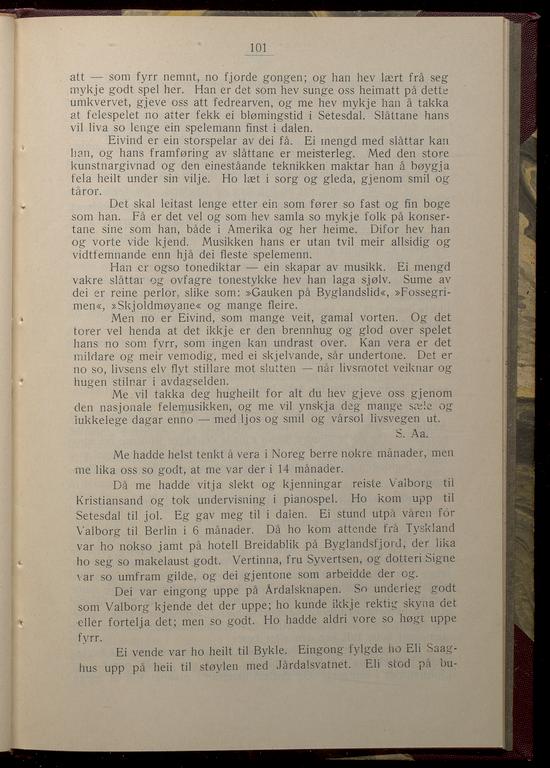 101
att — som fyrr nemnt, no fjorde gongen; og han hev lært frå seg
mykje godt spel her. Han er det som hev sunge oss heimatt på dette
umkvervet, gjeve oss att fedrearven, og me hev mykje han å takka
at felespelet no atter fekk ei blømingstid i Setesdal. Slåttane hans
vil liva so lenge ein spelemann finst i dalen.
Eivind er ein storspelar av dei få. Ei mengd med slåttar kan
han, og hans framføring av slåttane er meisterleg. Med den store
kunstnargivnad og den eineståande teknikken maktar han å bøygja
fela heilt under sin vilje. Ho læt i sorg og gleda, gjenom smil og
tåror.
Det skal leitast lenge etter ein som fører so fast og fin boge
som han. Få er det vel og som hev samla so mykje folk på konser-
tane sine som han, både i Amerika og her heime. Difor hev han
og vorte vide kjend. Musikken hans er utan tvil meir allsidig og
vidtfemnande enn hjå dei fleste spelemenn.
Han er ogso tonediktar — ein skapar av musikk. Ei mengd
vakre slåttar og ovfagre tonestykke hev han laga sjølv. Sume av
dei er reine perlor, slike som: »Gauken på Byglandslid«, »Fossegri-
men«, »Skjoldmøyane« og mange fleire.
Men no er Eivind, som mange veit, gamal vorten. Og det
torer vel henda at det ikkje er den brennhug og glod over spelet
hans no som fyrr, som ingen kan undrast over. Kan vera er det
mildare og meir vemodig, med ei skjelvande, sår undertone. Det er
no so, livsens elv flyt stillare mot slutten — når livsmotet veiknar og
hugen stilnar i avdagselden.
Me vil takka deg hugheilt for alt du hev gjeve oss gjenom
den nasjonale felemusikken, og me vil ynskja deg mange sæle og
lukkelege dagar enno — med ljos og smil og vårsol livsvegen ut.
S. Aa.
Me hadde helst tenkt å vera i Noreg berre nokre månader, men
me lika oss so godt, at me var der i 14 månader.
Då me hadde vitja slekt og kjenningar reiste Valborg til
Kristiansand og tok undervisning i pianospel. Ho kom upp til
Setesdal til jol. Eg gav meg til i dalen. Ei stund utpå våren fór
Valborg til Berlin i 6 månader. Då ho kom attende frå Tyskland
var ho nokso jamt på hotell Breidablik på Byglandsfjord, der lika
ho seg so makelaust godt. Vertinna, fru Syvertsen, og dotteri Signe
var so umfram gilde, og dei gjentone som arbeidde der og.
Dei var eingong uppe på Årdalsknapen. So underleg godt
som Valborg kjende det der uppe; ho kunde ikkje rektig skyna det
eller fortelja det; men so godt. Ho hadde aldri vore so høgt uppe
fyrr.
Ei vende var ho heilt til Bykle. Eingong fylgde ho Eli Saag-
hus upp på heii til støylen med Jårdalsvatnet. Eli stod på bu-